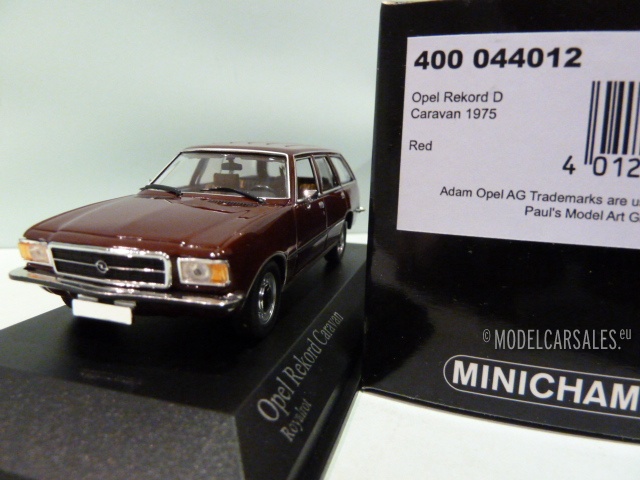 400 044012
Opel Rekord D
Caravan 1975
Red
4 012
Adam Opel AG Trademarks are u
Paul's Model Art G
© MODELCARSALES.eu
MINICHAM
Opel Rekord Caravan
Royalrot